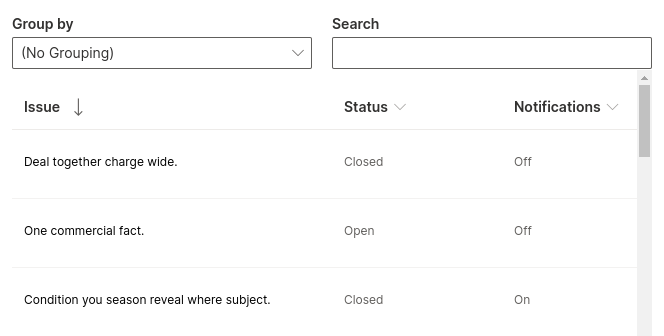 Group by
Search
(No Grouping)
Issue Status Notifications
Deal together charge wide. Closed Off
One commercial fact. Open Off
Condition you season reveal where subject. Closed On